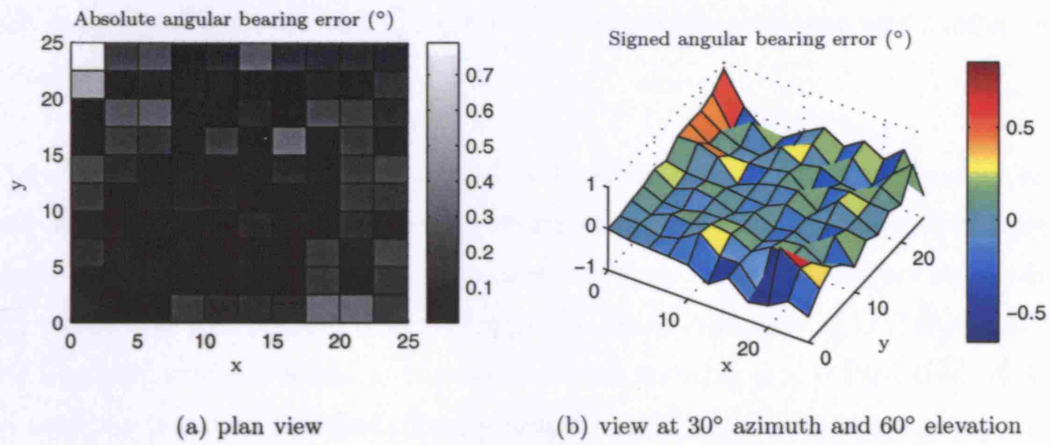 Absolute angular bearing error (°)
25
20
15
10
5
0
y
0 5 10 15 20 25
x
0.7
0.6
0.5
0.4
0.3
0.2
0.1
(a) plan view
Signed angular bearing error (°)
1
0
−1
0
10
20
x
0
10
20
y
0.5
0
−0.5
(b) view at 30° azimuth and 60° elevation